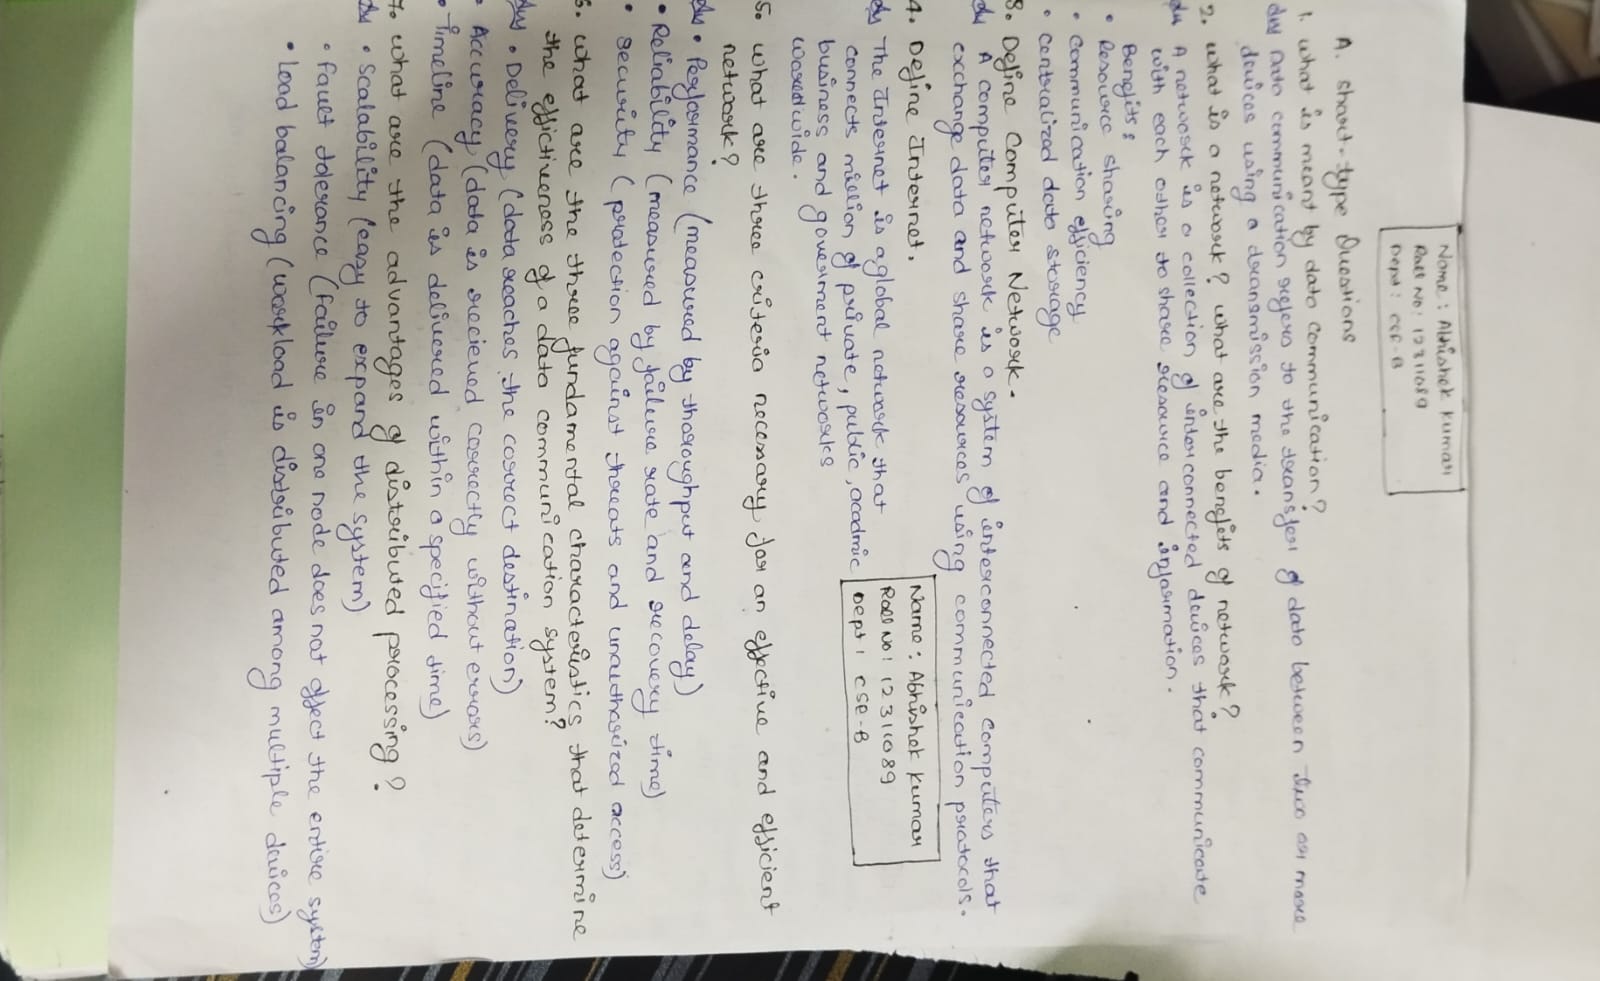 Name : Abhishek Kumar
Roll No : 12311089
Dept : CSE-B
A. Short-type Questions
1. What is meant by data communication?
Ans Data communication refers to the transfer of data between two or more
devices using a transmission media.
2. What is a network? What are the benefits of network?
Ans A network is a collection of interconnected devices that communicate
with each other to share resource and information.
Benefits :
• Resource sharing
• Communication efficiency
• Centralized data storage
3. Define Computer Network.
Ans A computer network is a system of interconnected computers that
exchange data and share resources using communication protocols.
4. Define Internet.
Ans The Internet is a global network that
connects million of private, public, acadmic
business and goverment networks
worldwide.
Name : Abhishek Kumar
Roll No : 12311089
Dept : CSE-B
5. What are three criteria necessary for an effective and efficient
network?
Ans • Performance (measured by thoroughput and delay)
• Reliability (measured by failure rate and recovery time)
• Security (protection against threats and unauthorized access)
6. What are the three fundamental characteristics that determine
the effictiveness of a data communication system?
Ans • Delivery (data reaches the correct destination)
• Accuracy (data is recieved correctly without errors)
• Timeline (data is delivered within a specified time)
7. What are the advantages of distributed processing?
Ans • Scalability (easy to expand the system)
• Fault tolerance (Failure in one node does not affect the entire system)
• Load balancing (workload is distributed among multiple devices)